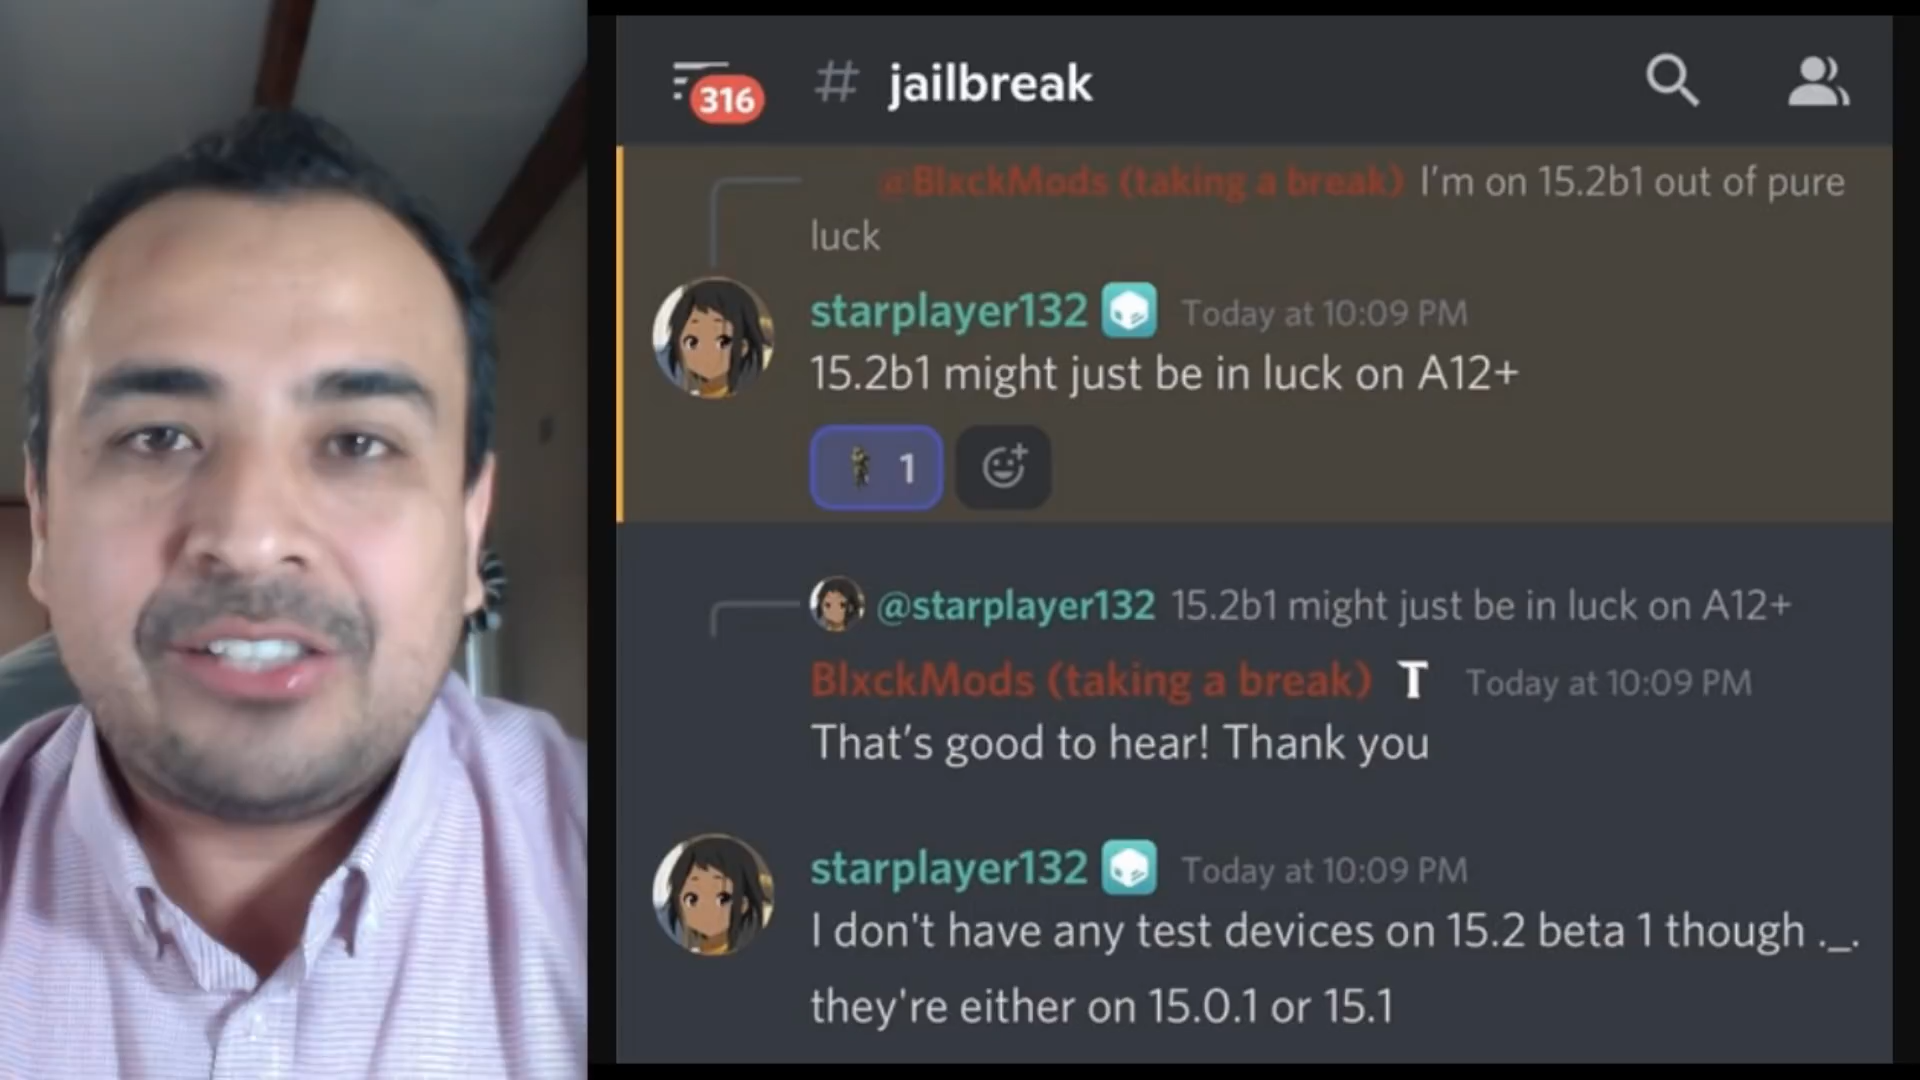 316
# jailbreak
@BlxckMods (taking a break) I'm on 15.2b1 out of pure
luck
starplayer132 Today at 10:09 PM
15.2b1 might just be in luck on A12+
1
@starplayer132 15.2b1 might just be in luck on A12+
BlxckMods (taking a break) T Today at 10:09 PM
That's good to hear! Thank you
starplayer132 Today at 10:09 PM
I don't have any test devices on 15.2 beta 1 though ._.
they're either on 15.0.1 or 15.1